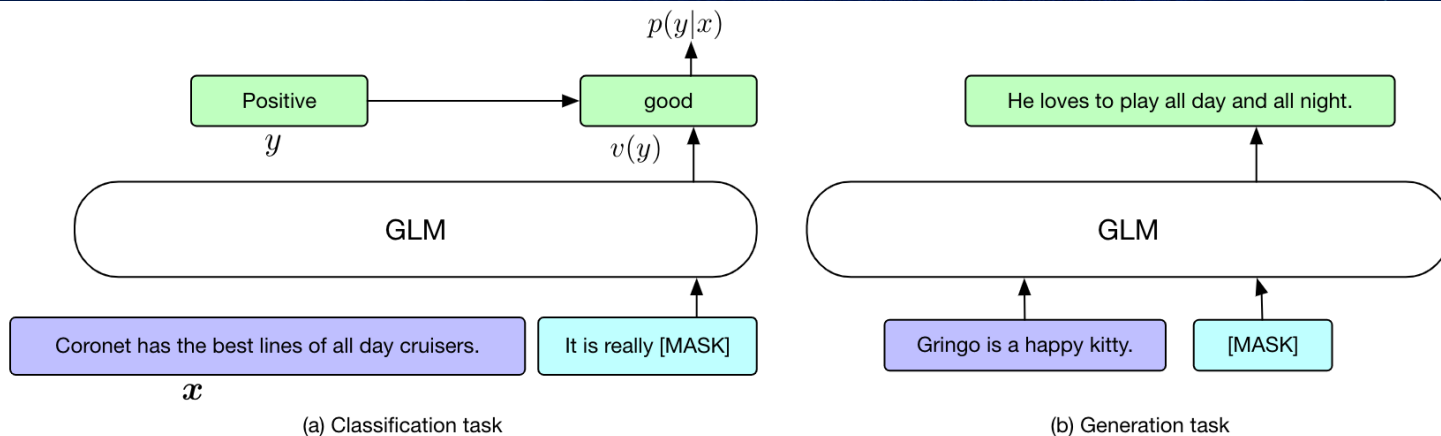 p(y|x)
Positive
good
y
v(y)
GLM
Coronet has the best lines of all day cruisers.
It is really [MASK]
x
(a) Classification task
He loves to play all day and all night.
GLM
Gringo is a happy kitty.
[MASK]
(b) Generation task